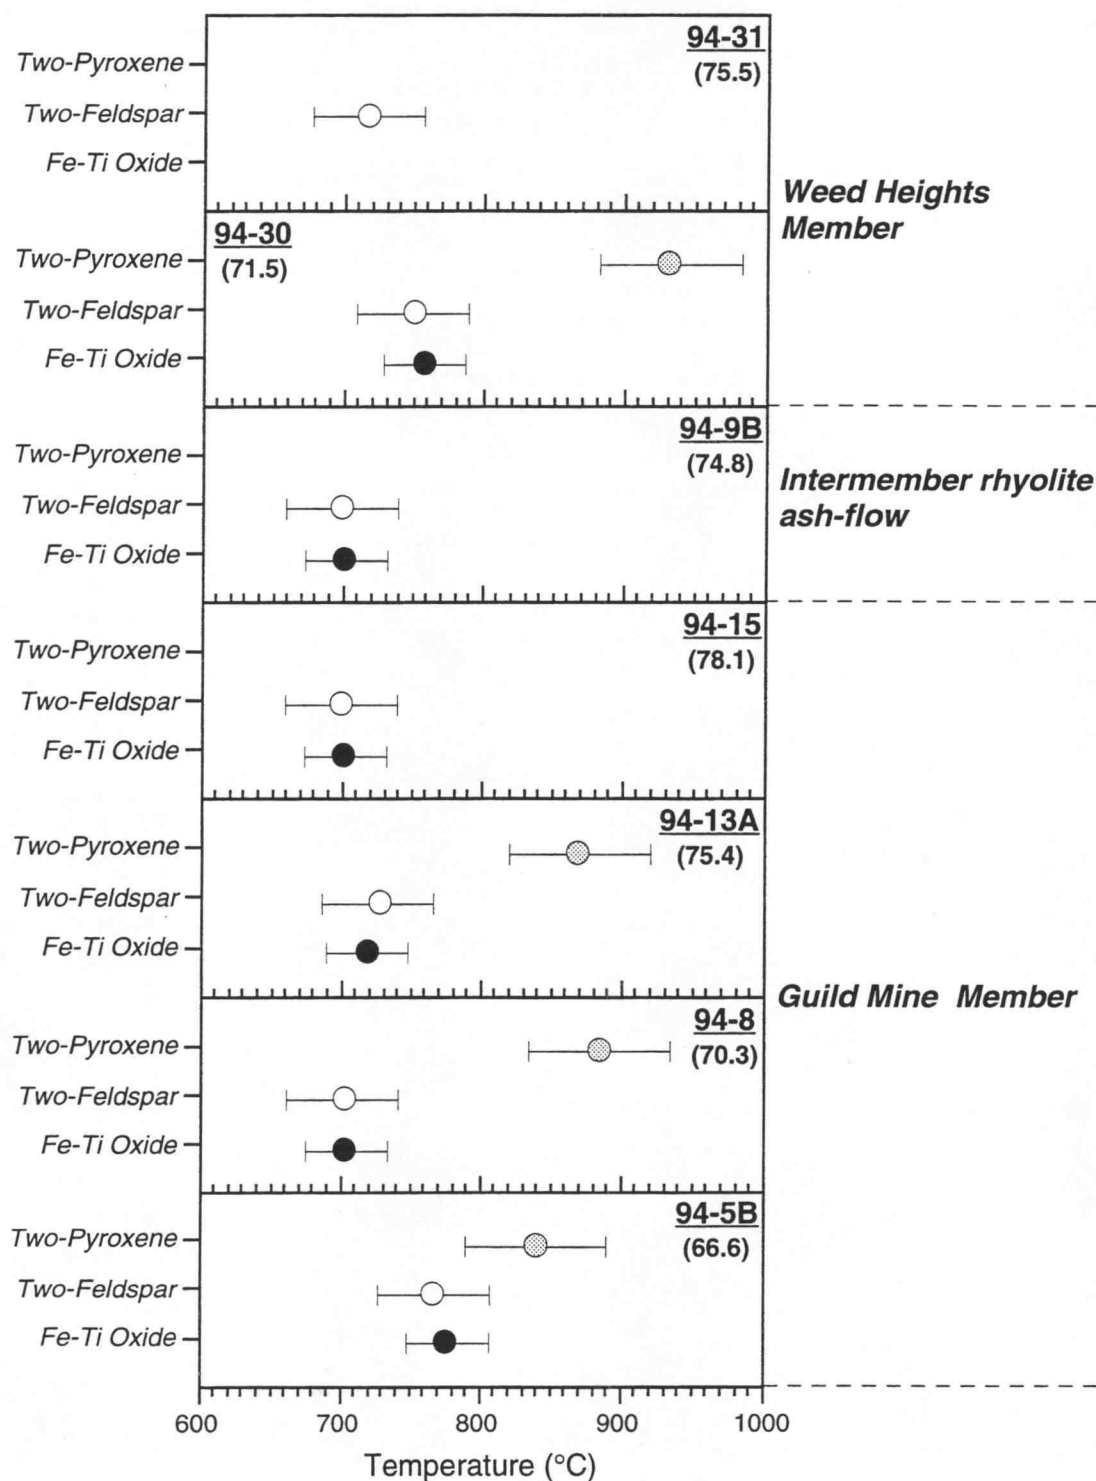 94-31
(75.5)
Two-Pyroxene
Two-Feldspar
Fe-Ti Oxide
Weed Heights
Member
94-30
(71.5)
Two-Pyroxene
Two-Feldspar
Fe-Ti Oxide
94-9B
(74.8)
Two-Pyroxene
Two-Feldspar
Fe-Ti Oxide
Intermember rhyolite
ash-flow
94-15
(78.1)
Two-Pyroxene
Two-Feldspar
Fe-Ti Oxide
94-13A
(75.4)
Two-Pyroxene
Two-Feldspar
Fe-Ti Oxide
Guild Mine Member
94-8
(70.3)
Two-Pyroxene
Two-Feldspar
Fe-Ti Oxide
94-5B
(66.6)
Two-Pyroxene
Two-Feldspar
Fe-Ti Oxide
600 700 800 900 1000
Temperature (°C)